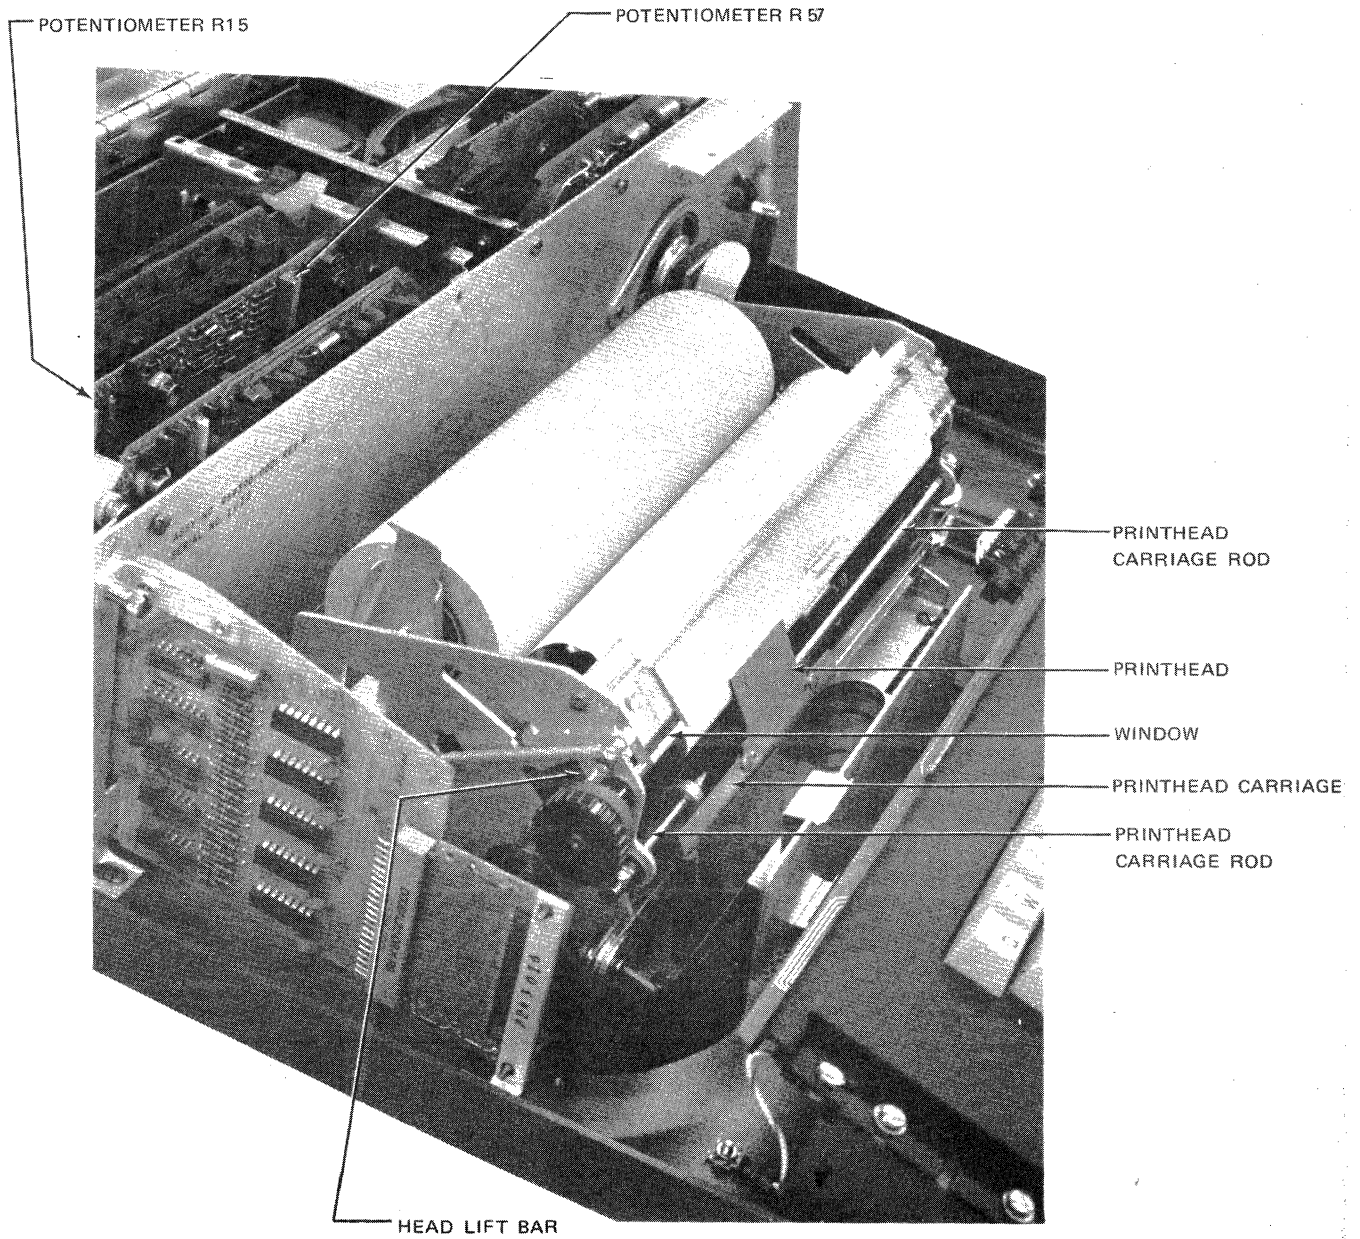 POTENTIOMETER R15
POTENTIOMETER R 57
PRINTHEAD
CARRIAGE ROD
PRINTHEAD
WINDOW
PRINTHEAD CARRIAGE
PRINTHEAD
CARRIAGE ROD
HEAD LIFT BAR